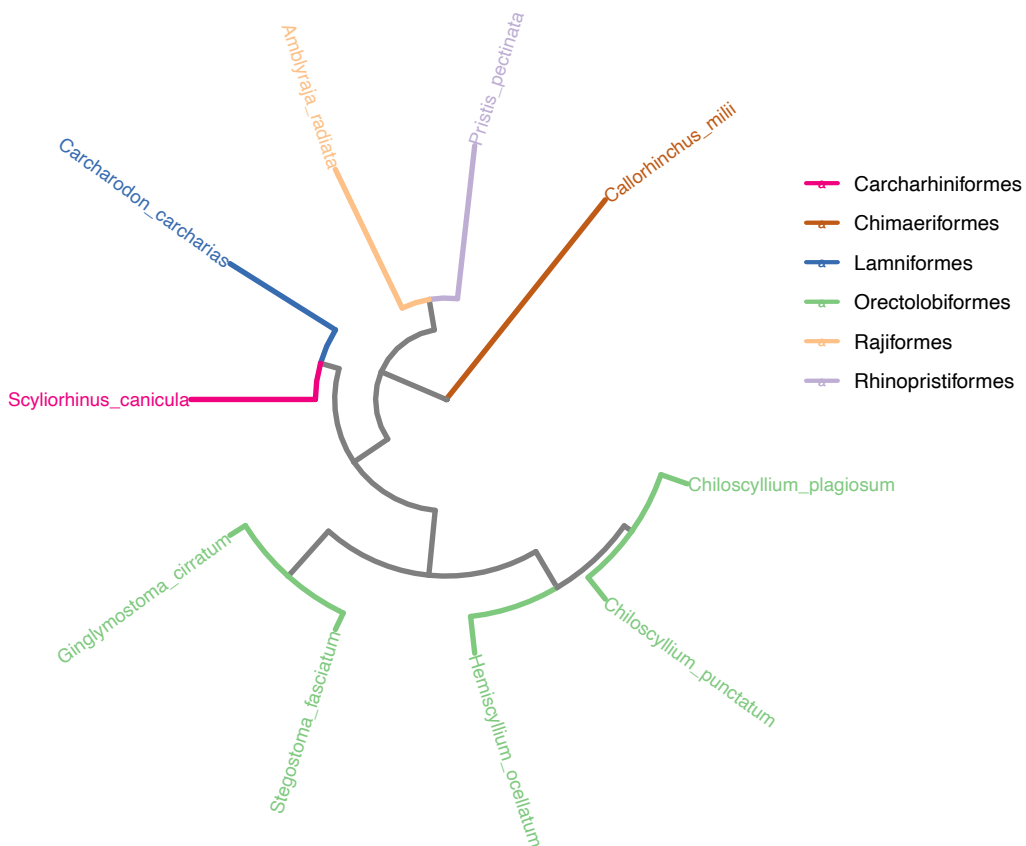 Pristis_pectinata
Amblyraja_radiata
Callorhinchus_milii
Carcharodon_carcharias
Scyliorhinus_canicula
Chiloscyllium_plagiosum
Chiloscyllium_punctatum
Ginglymostoma_cirratum
Stegostoma_fasciatum
Hemiscyllium_ocellatum
a Carcharhiniformes
a Chimaeriformes
a Lamniformes
a Orectolobiformes
a Rajiformes
a Rhinopristiformes